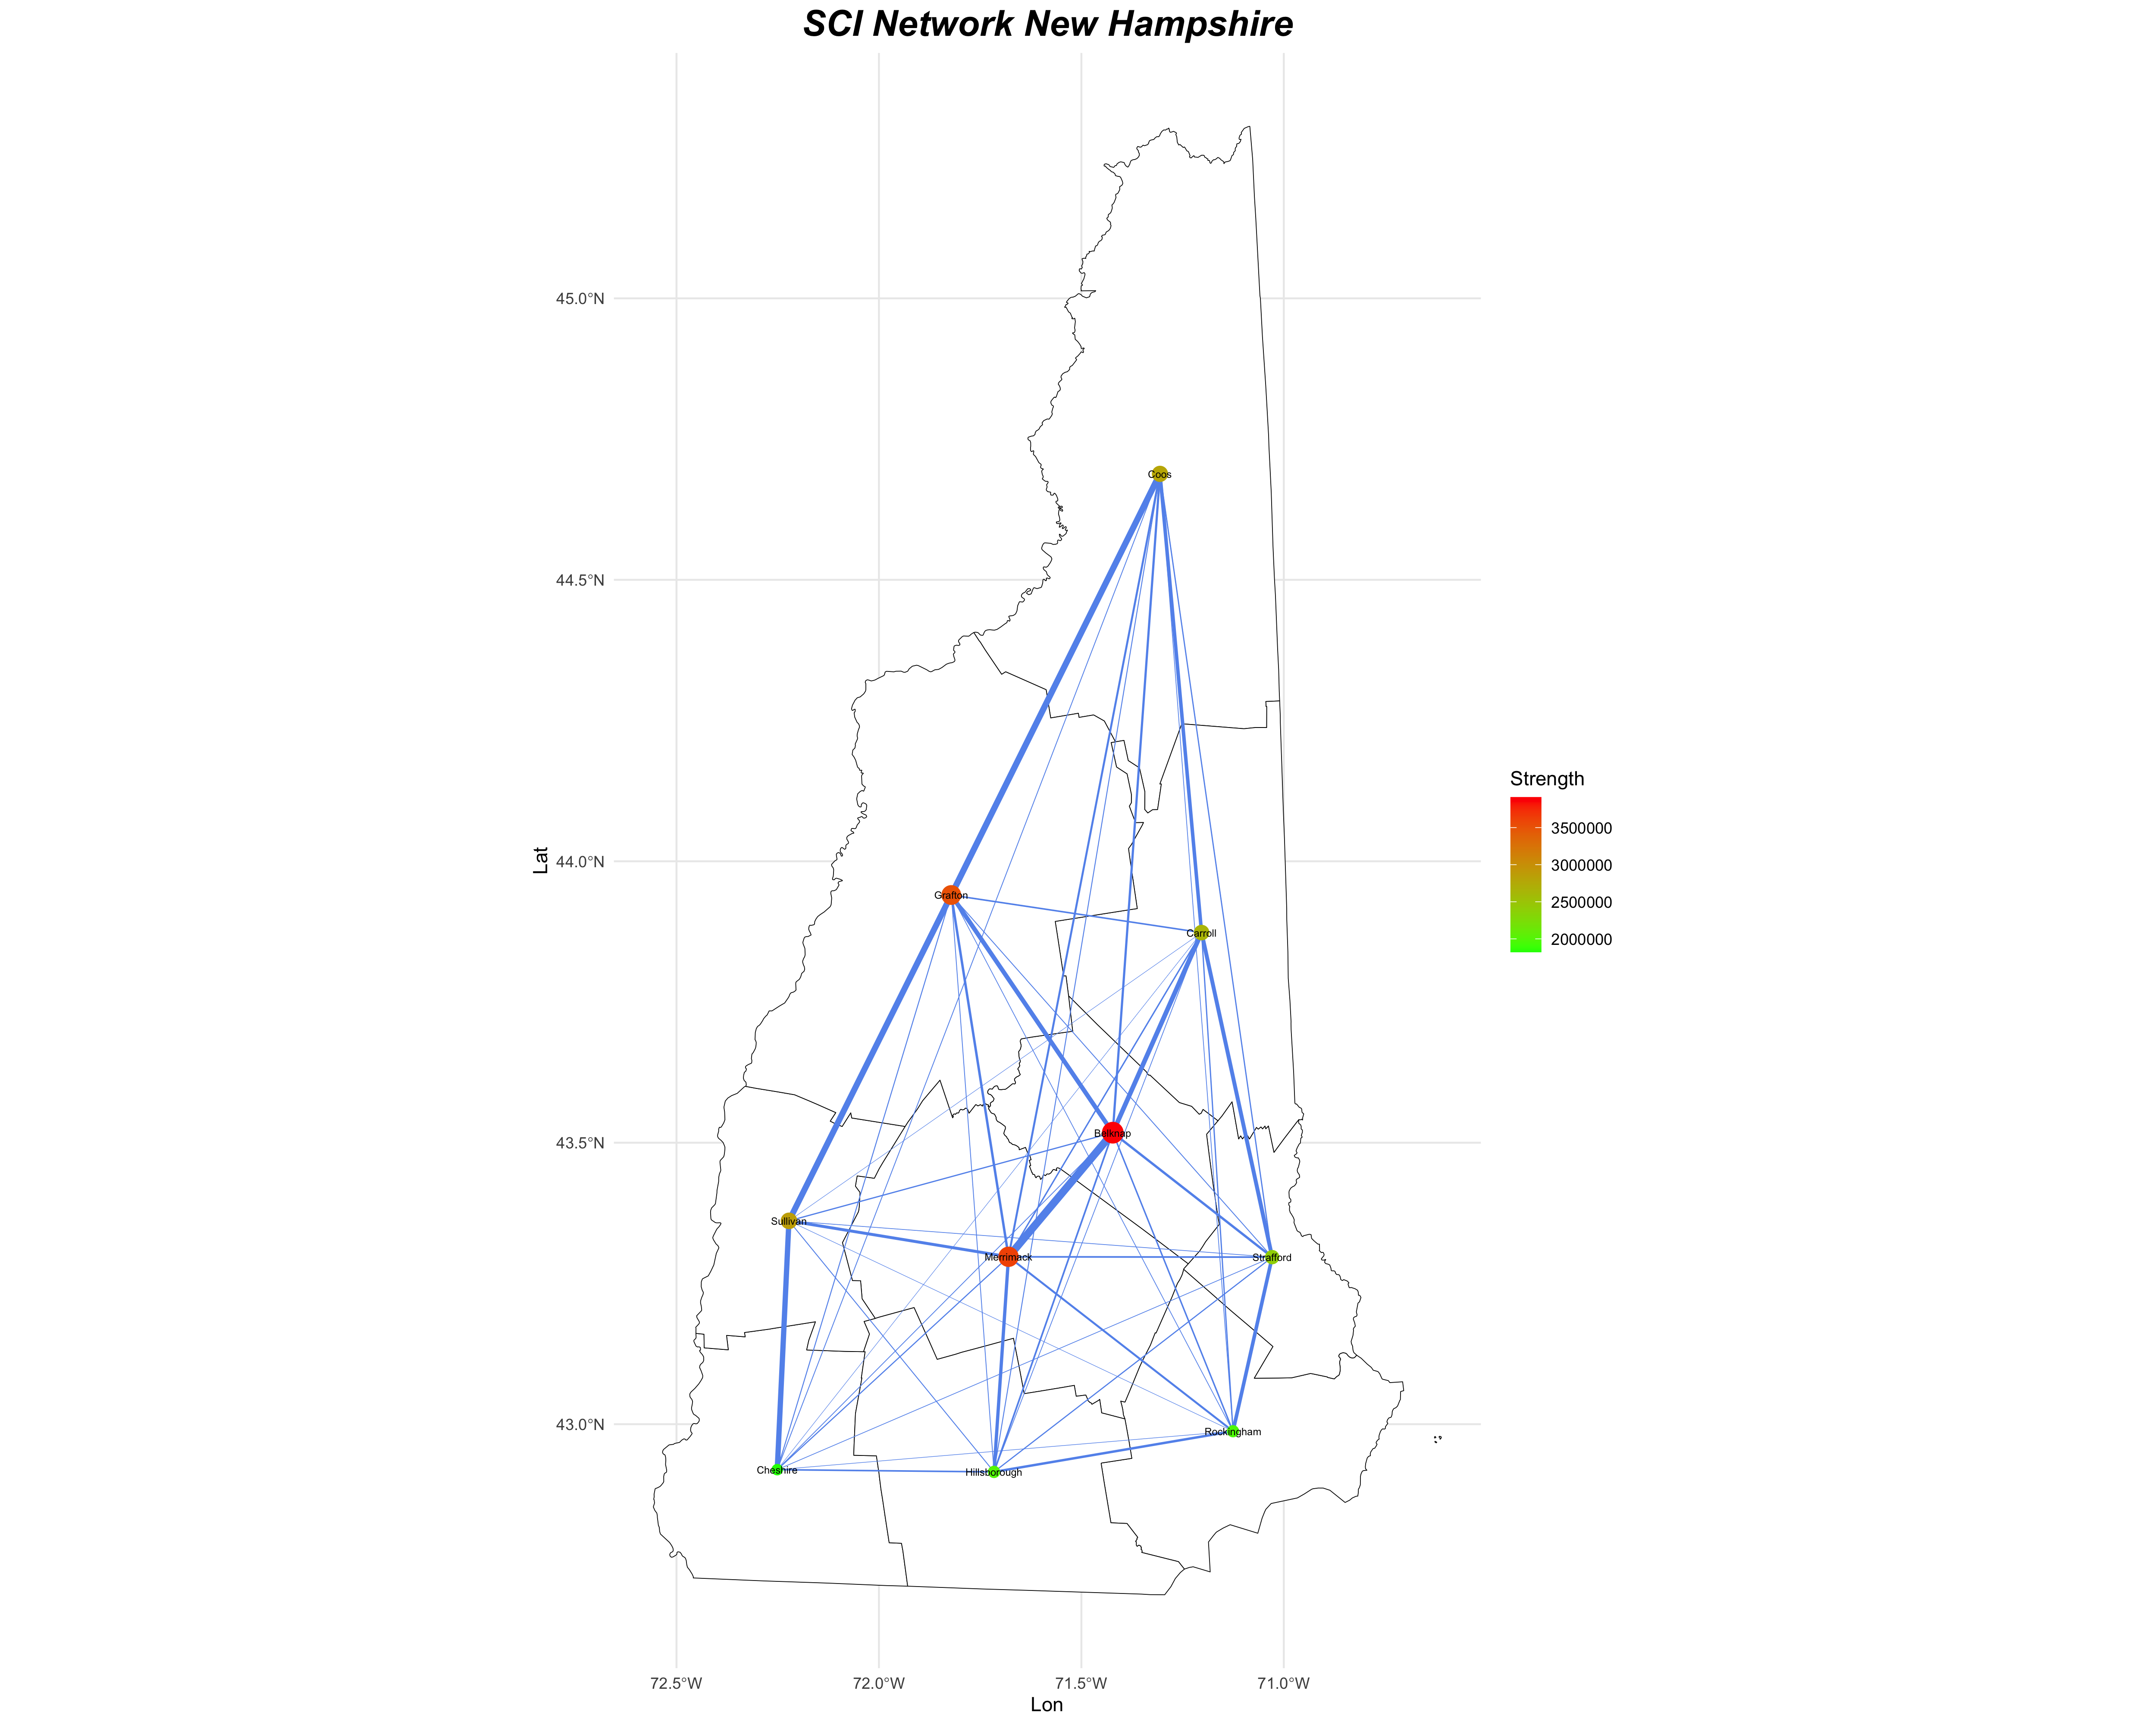 SCI Network New Hampshire
45.0°N
44.5°N
44.0°N
43.5°N
43.0°N
Lat
Coos
Grafton
Carroll
Belknap
Sullivan
Merrimack
Strafford
Rockingham
Cheshire
Hillsborough
Strength
3500000
3000000
2500000
2000000
72.5°W
72.0°W
71.5°W
71.0°W
Lon